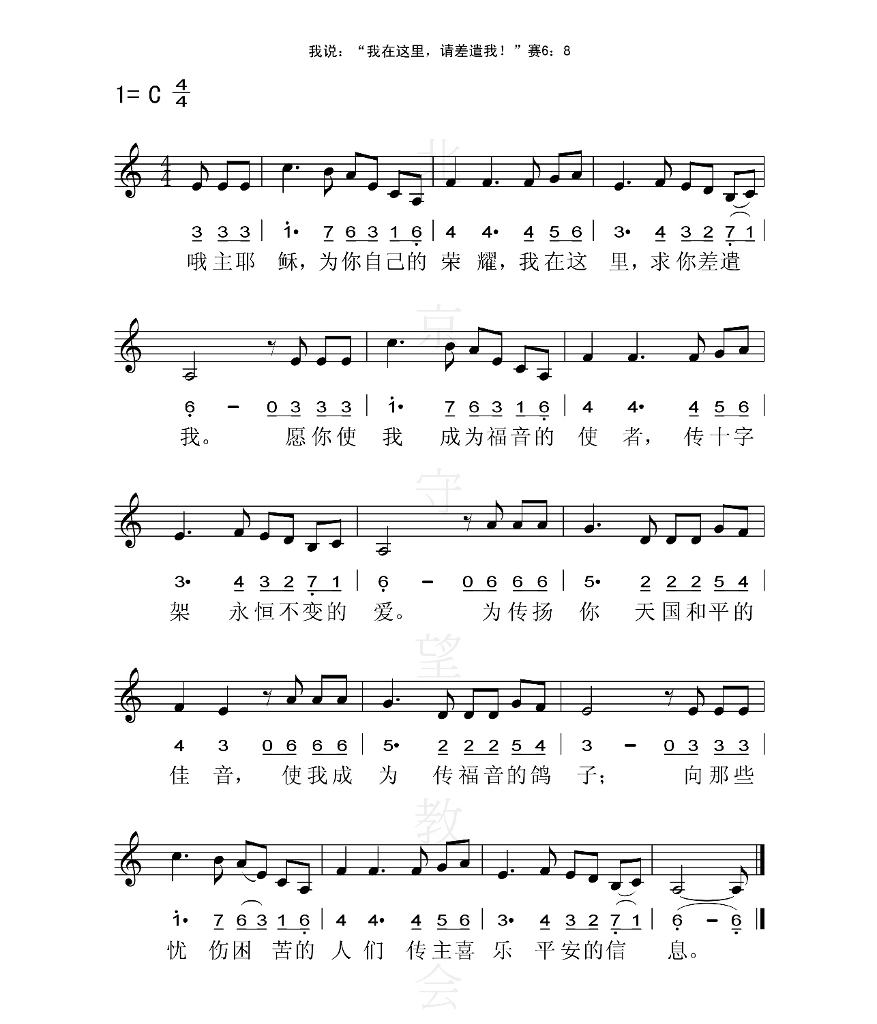 我说：“我在这里，请差遣我！”赛6：8
1= C 4/4
3 3 3 | 1• 7 6 3 1 6 | 4 4• 4 5 6 | 3• 4 3 2 7 1 |
哦主耶 稣，为你自己的 荣 耀，我在这 里，求你差遣
6 – 0 3 3 3 | 1• 7 6 3 1 6 | 4 4• 4 5 6 |
我。 愿你使 我 成为福音的 使 者， 传十字
3• 4 3 2 7 1 | 6 – 0 6 6 6 | 5• 2 2 2 5 4 |
架 永恒不变的 爱。 为传扬 你 天国和平的
4 3 0 6 6 6 | 5• 2 2 2 5 4 | 3 – 0 3 3 3 |
佳 音， 使我成 为 传福音的鸽 子； 向那些
1• 7 6 3 1 6 | 4 4• 4 5 6 | 3• 4 3 2 7 1 | 6 – 6 |
忧 伤困 苦的 人 们 传主喜 乐 平安的信 息。
北京守望教会